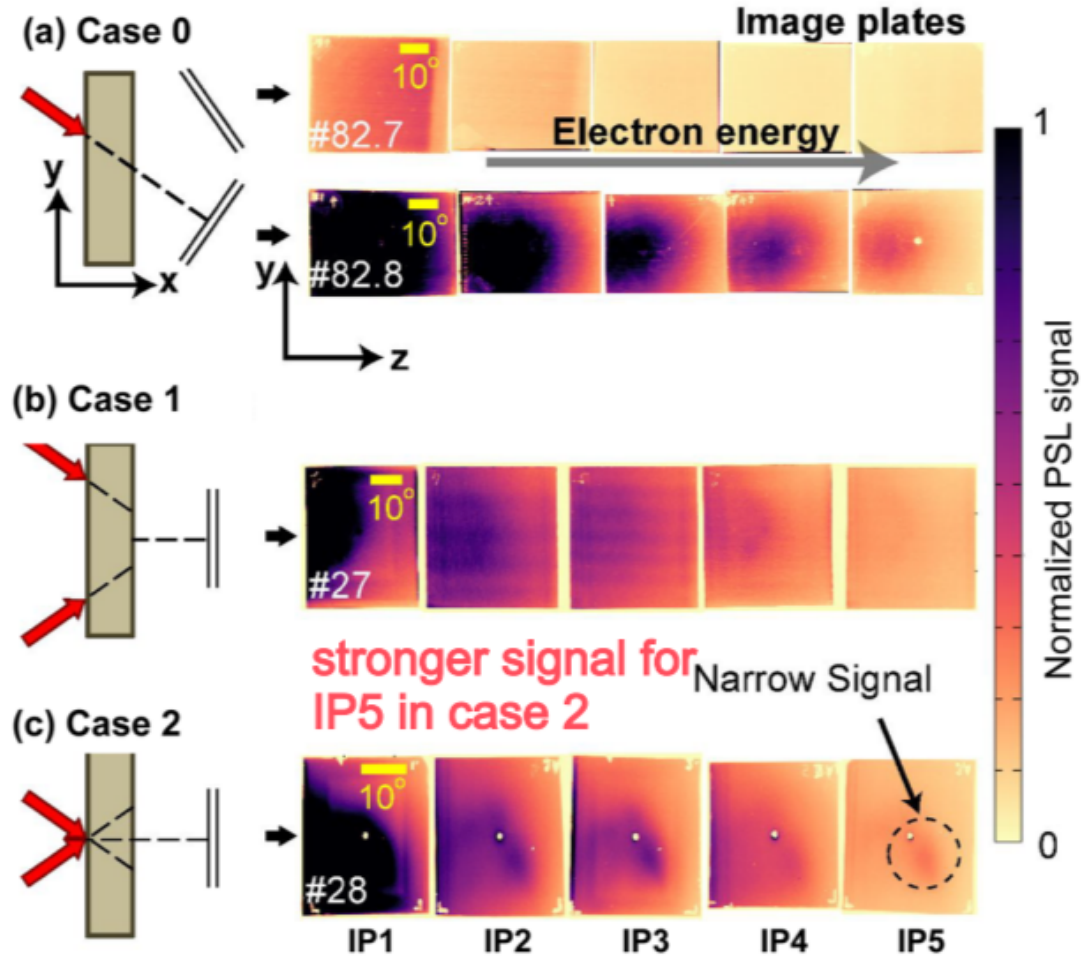 (a) Case 0
Image plates
10°
#82.7
Electron energy
y
x
10°
#82.8
y
z
1
Normalized PSL signal
0
(b) Case 1
10°
#27
stronger signal for
IP5 in case 2
Narrow Signal
(c) Case 2
10°
#28
IP1 IP2 IP3 IP4 IP5